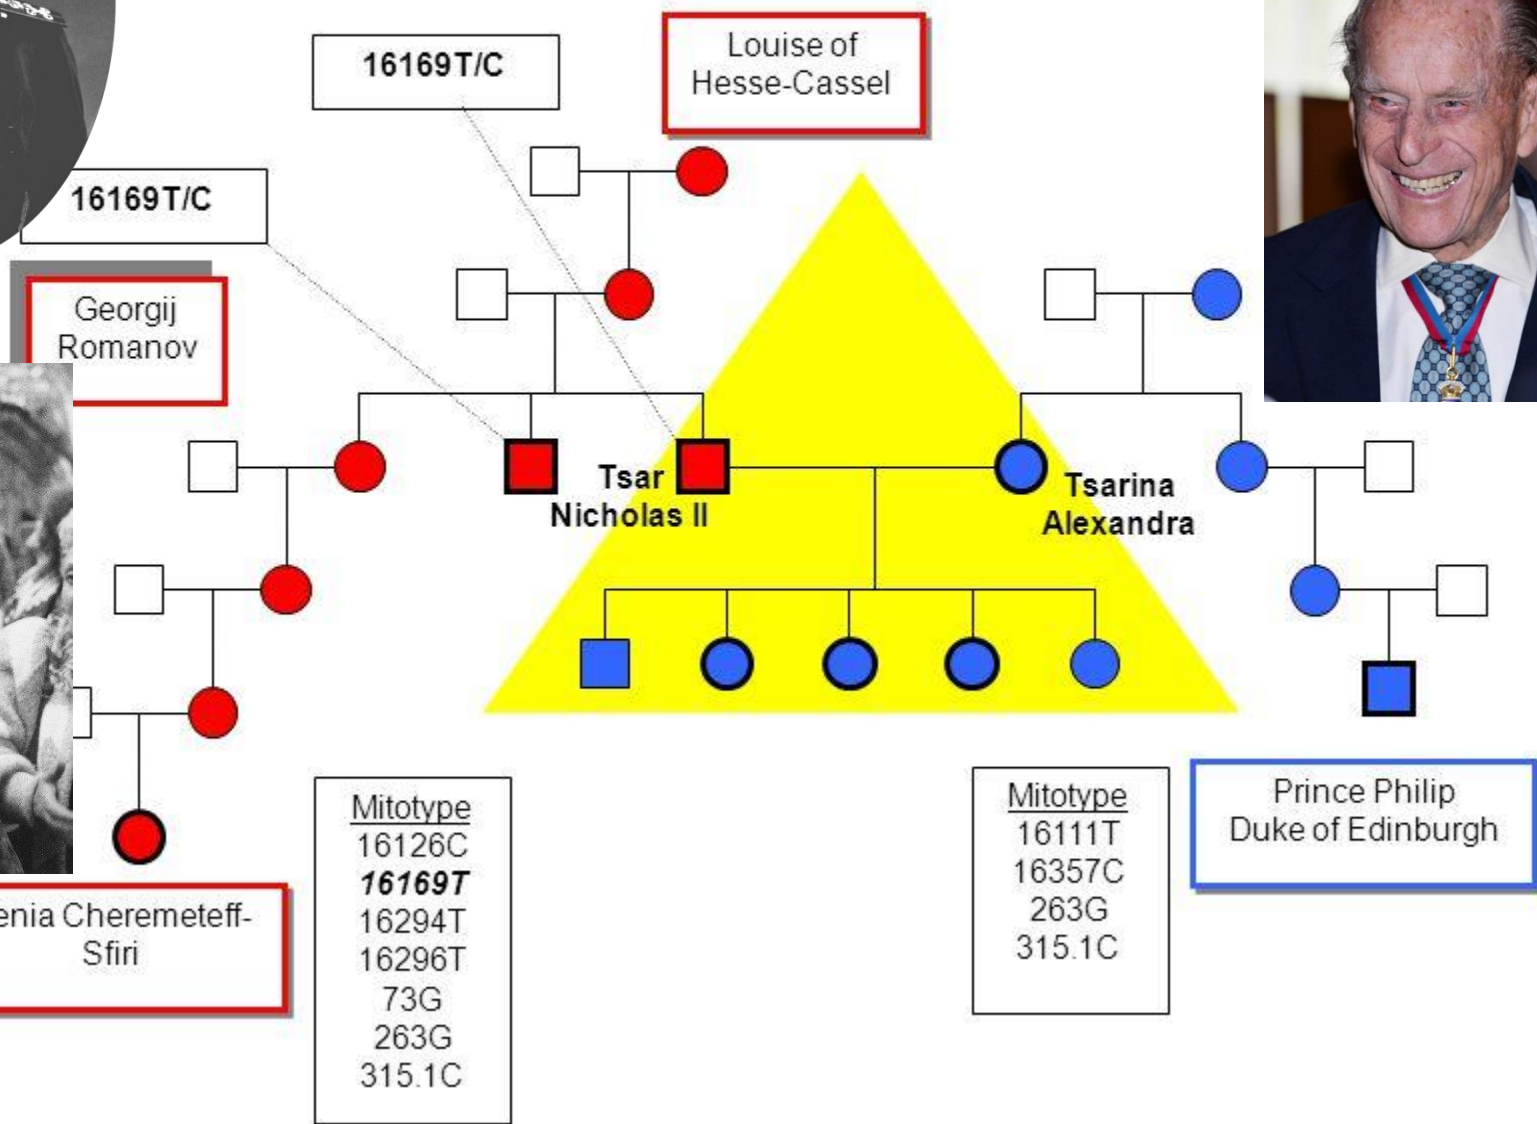 16169T/C
Louise of
Hesse-Cassel
16169T/C
Georgij
Romanov
Tsar
Nicholas II
Tsarina
Alexandra
Mitotype
16126C
16169T
16294T
16296T
73G
263G
315.1C
Mitotype
16111T
16357C
263G
315.1C
Prince Philip
Duke of Edinburgh
Cheremeteff-
Sfiri